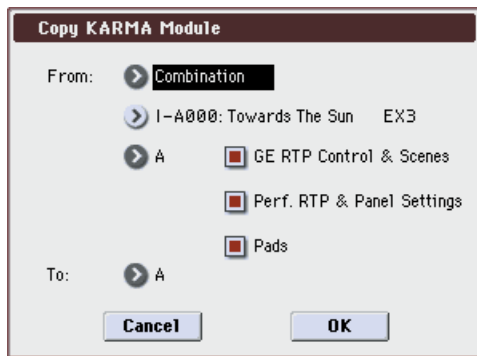 Copy KARMA Module
From: Combination
I-A000: Towards The Sun EX3
A GE RTP Control & Scenes
Perf. RTP & Panel Settings
Pads
To: A
Cancel OK